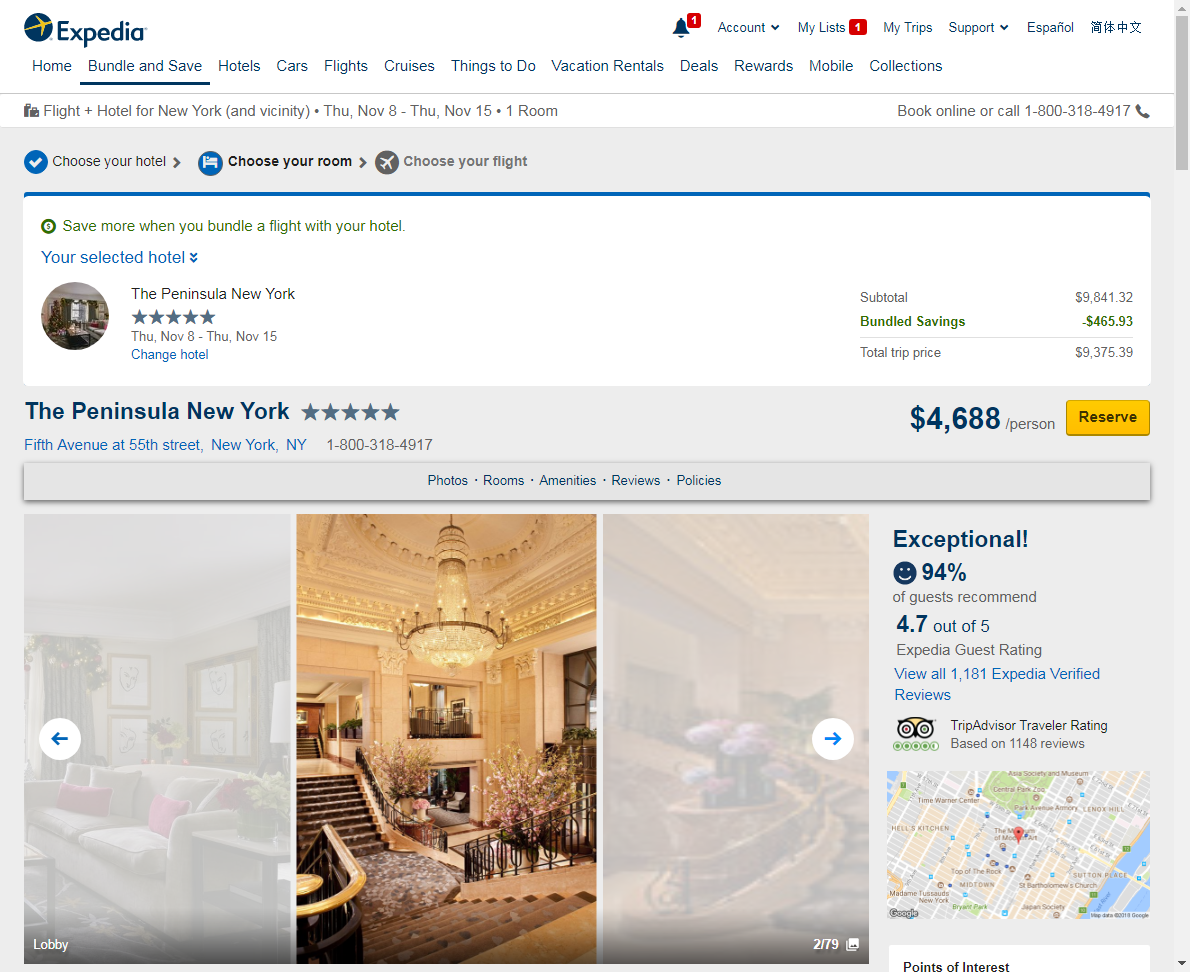 Expedia
1 Account My Lists 1 My Trips Support Español 简体中文
Home Bundle and Save Hotels Cars Flights Cruises Things to Do Vacation Rentals Deals Rewards Mobile Collections
Flight + Hotel for New York (and vicinity) • Thu, Nov 8 - Thu, Nov 15 • 1 Room Book online or call 1-800-318-4917
Choose your hotel Choose your room Choose your flight
Save more when you bundle a flight with your hotel.
Your selected hotel
The Peninsula New York
Thu, Nov 8 - Thu, Nov 15
Change hotel
Subtotal $9,841.32
Bundled Savings -$465.93
Total trip price $9,375.39
The Peninsula New York
$4,688 /person Reserve
Fifth Avenue at 55th street, New York, NY 1-800-318-4917
Photos · Rooms · Amenities · Reviews · Policies
Lobby
2/79
Exceptional!
94%
of guests recommend
4.7 out of 5
Expedia Guest Rating
View all 1,181 Expedia Verified
Reviews
TripAdvisor Traveler Rating
Based on 1148 reviews
Asia Society and Museum
Central Park Zoo
Time Warner Center
Park Avenue Armory
LENOX HILL
HELL'S KITCHEN
The Museum
of Modern Art
Top of The Rock
SUTTON PLACE
MIDTOWN
St Bartholomew's Church
Madame Tussauds
New York
Bryant Park
Japan Society
Google
Map data ©2018 Google
Points of Interest